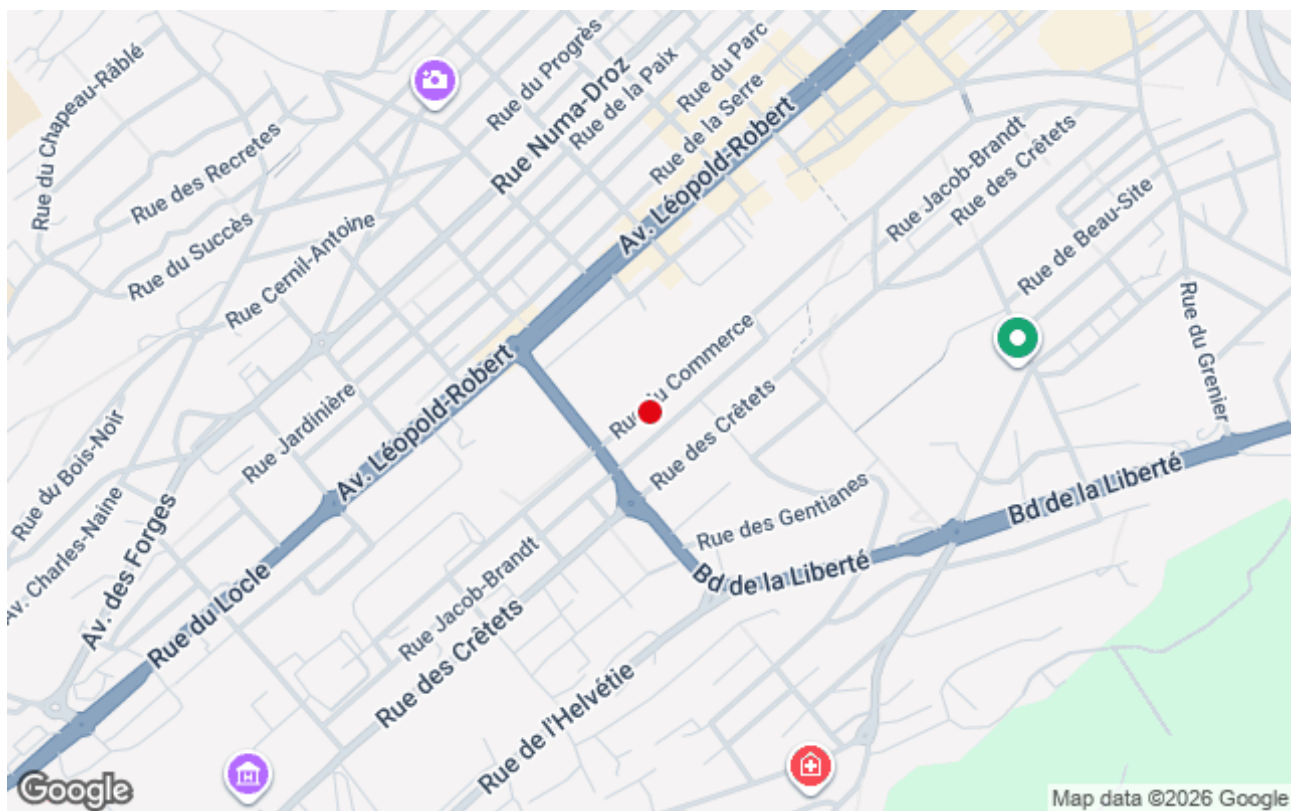 Rue du Chapeau-Râblé
Rue des Recretes
Rue du Succès
Rue Cernil-Antoine
Rue du Progrès
Rue Numa-Droz
Rue de la Paix
Rue du Parc
Rue de la Serre
Av. Léopold-Robert
Rue Jacob-Brandt
Rue des Crêtets
Rue de Beau-Site
Rue du Grenier
Rue du Commerce
Rue des Crêtets
Av. Léopold-Robert
Rue Jardinière
Rue du Bois-Noir
Av. Charles-Naine
Av. des Forges
Rue du Locle
Rue Jacob-Brandt
Rue des Crêtets
Rue des Gentianes
Bd de la Liberté
Bd de la Liberté
Rue de l'Helvétie
H
Google
Map data ©2026 Google